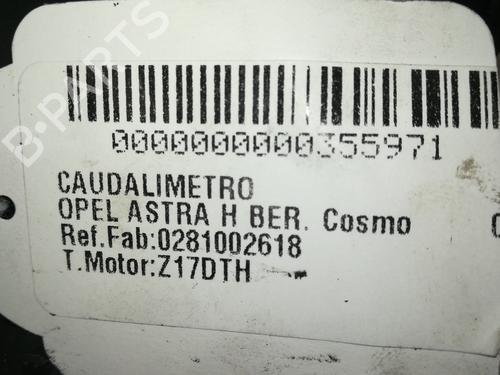 B-PARTS
0000000000355971
CAUDALIMETRO
OPEL ASTRA H BER. Cosmo
Ref.Fab:0281002618
T.Motor:Z17DTH